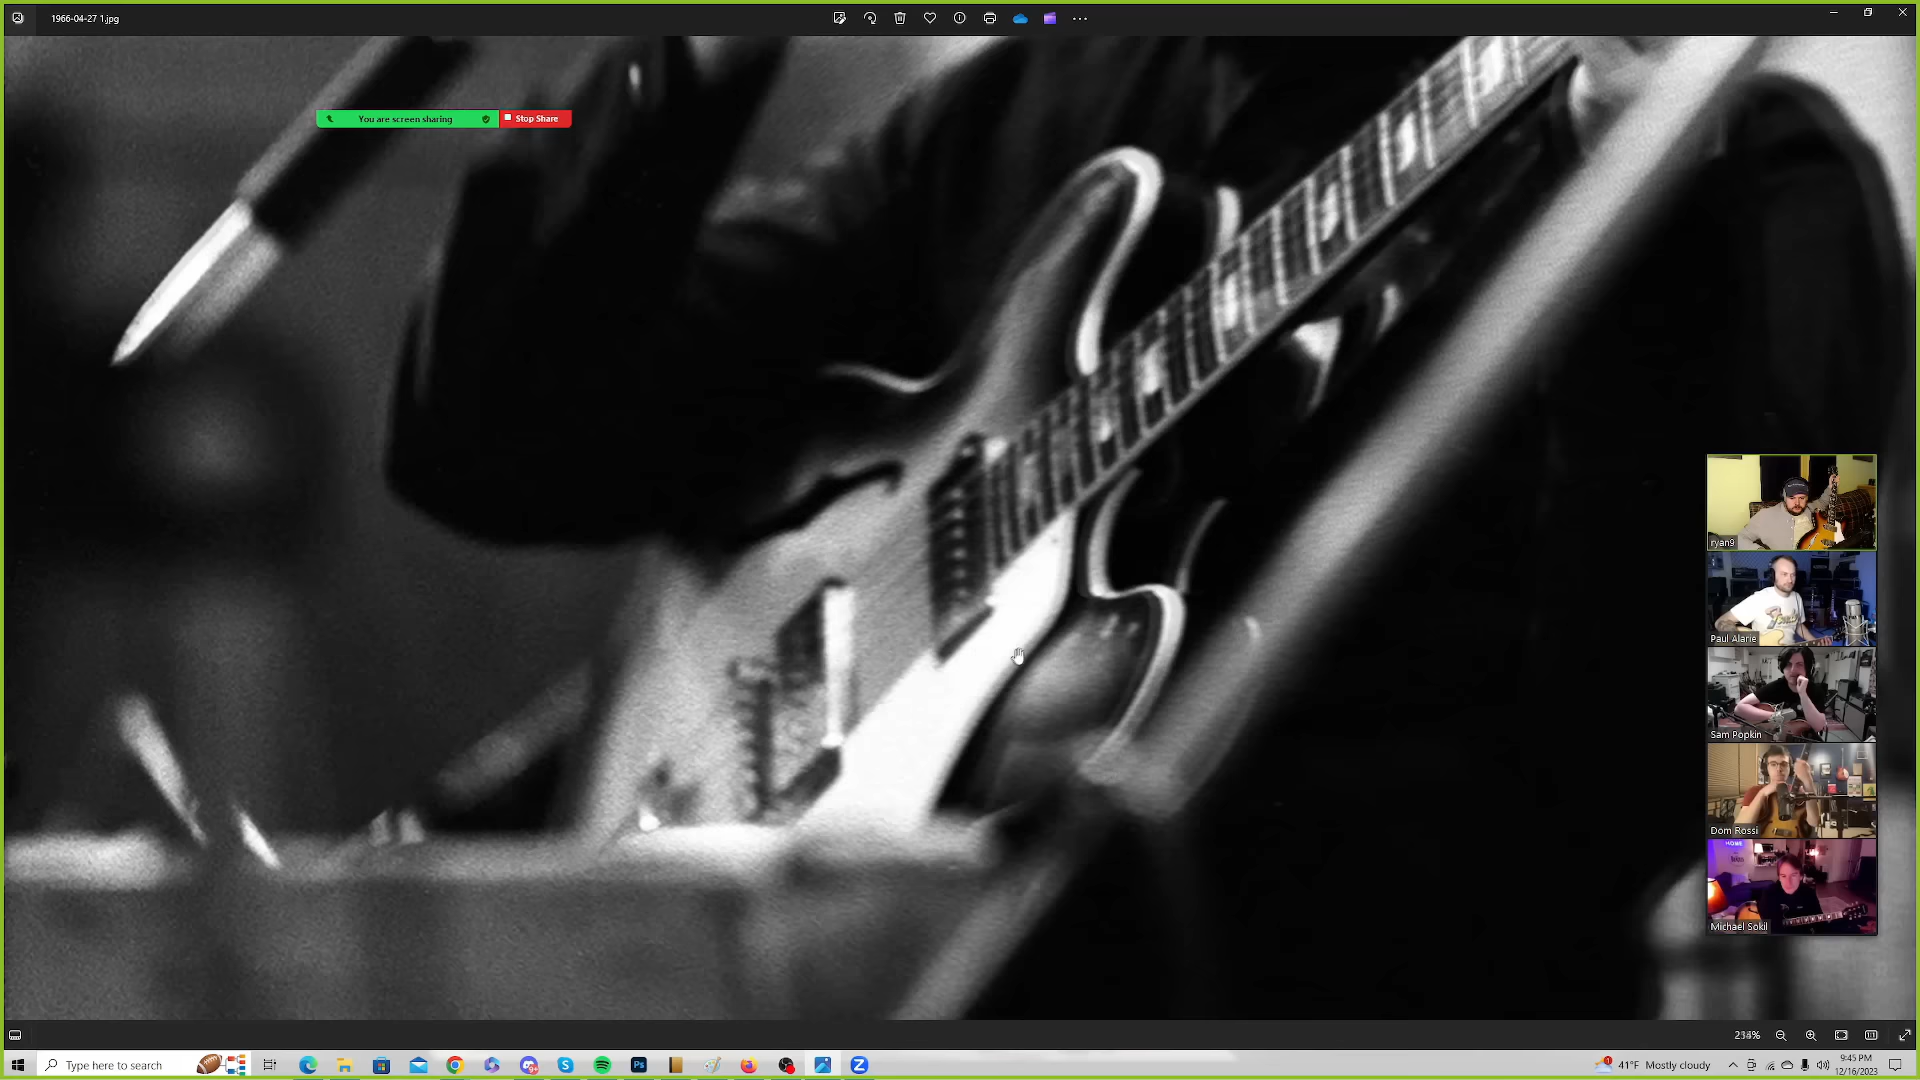 1966-04-27 1.jpg
You are screen sharing
Stop Share
ryan9
Paul Alarie
Sam Popkin
Dom Rossi
Michael Sokil
Type here to search
41°F Mostly cloudy
9:45 PM
12/16/2023